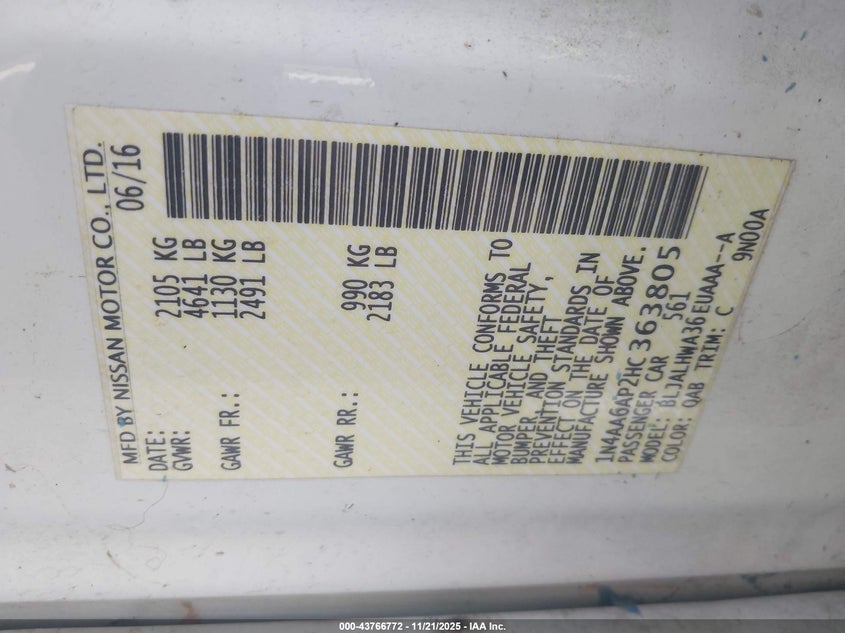 MFD BY NISSAN MOTOR CO., LTD.
DATE: 06/16
GVWR: 2105 KG
4641 LB
GAWR FR.: 1130 KG
2491 LB
GAWR RR.: 990 KG
2183 LB
THIS VEHICLE CONFORMS TO
ALL APPLICABLE FEDERAL
MOTOR VEHICLE SAFETY,
BUMPER, AND THEFT
PREVENTION STANDARDS IN
EFFECT ON THE DATE OF
MANUFACTURE SHOWN ABOVE.
1N4AA6AP2HC363805
PASSENGER CAR 561
MODEL: BLJALHWA36EUAAA--A
COLOR: QAB TRIM: C 9N00A
000-43766772 — 11/21/2025 — IAA Inc.